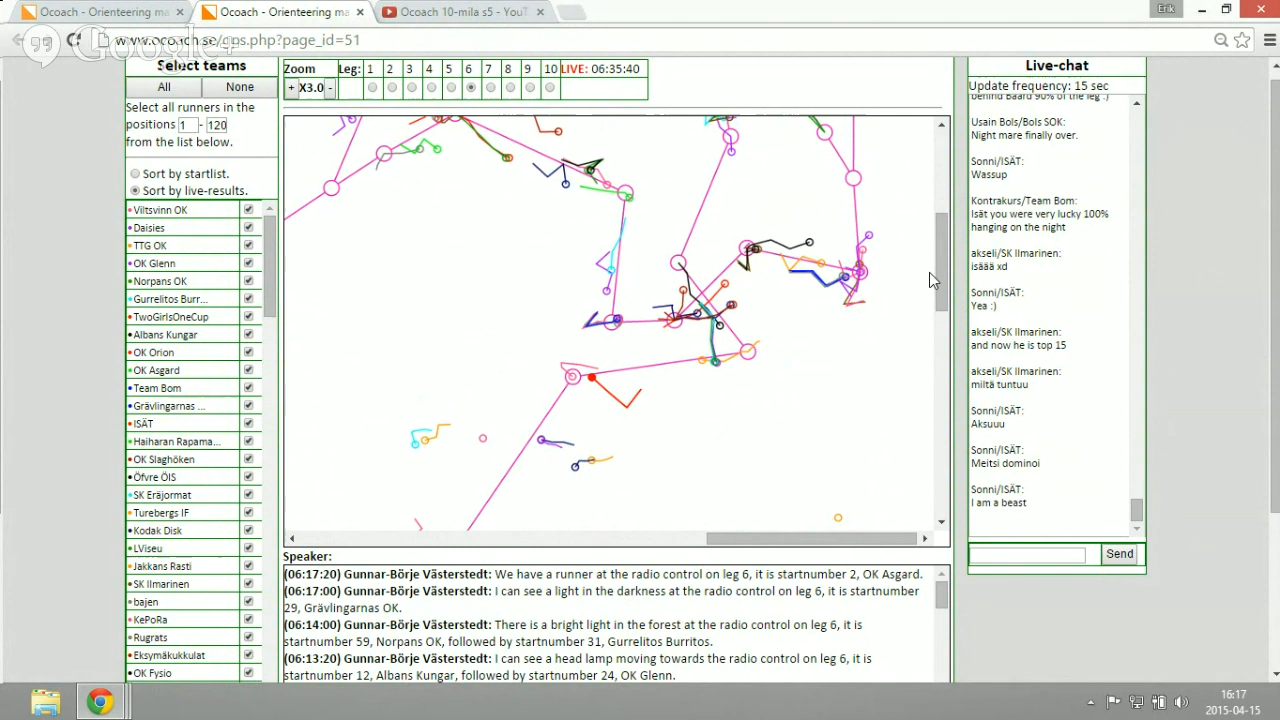 Ocoach - Orienteering ma
Ocoach - Orienteering ma
Ocoach 10-mila s5 - YouT
Erik
Google+
www.ocoach.se/cms.php?page_id=51
Select teams
All
None
Select all runners in the
positions 1 - 120
from the list below.
Sort by startlist.
Sort by live-results.
Viltsvinn OK
Daisies
TTG OK
OK Glenn
Norpans OK
Gurrelitos Burr...
TwoGirlsOneCup
Albans Kungar
OK Orion
OK Asgard
Team Bom
Grävlingarnas ...
ISÄT
Haiharan Rapama...
OK Slaghöken
Öfvre ÖIS
SK Eräjormat
Turebergs IF
Kodak Disk
LViseu
Jakkans Rasti
SK Ilmarinen
bajen
KePoRa
Rugrats
Eksymäkukkulat
OK Fysio
Zoom
Leg: 1 2 3 4 5 6 7 8 9 10 LIVE: 06:35:40
+ X3.0 -
Speaker:
(06:17:20) Gunnar-Börje Västerstedt: We have a runner at the radio control on leg 6, it is startnumber 2, OK Asgard.
(06:17:00) Gunnar-Börje Västerstedt: I can see a light in the darkness at the radio control on leg 6, it is startnumber
29, Grävlingarnas OK.
(06:14:00) Gunnar-Börje Västerstedt: There is a bright light in the forest at the radio control on leg 6, it is
startnumber 59, Norpans OK, followed by startnumber 31, Gurrelitos Burritos.
(06:13:20) Gunnar-Börje Västerstedt: I can see a head lamp moving towards the radio control on leg 6, it is
startnumber 12, Albans Kungar, followed by startnumber 24, OK Glenn.
Live-chat
Update frequency: 15 sec
behind Baard 90% of the leg :)
Usain Bols/Bols SOK:
Night mare finally over.
Sonni/ISÄT:
Wassup
Kontrakurs/Team Bom:
Isät you were very lucky 100%
hanging on the night
akseli/SK Ilmarinen:
isäää xd
Sonni/ISÄT:
Yea :)
akseli/SK Ilmarinen:
and now he is top 15
akseli/SK Ilmarinen:
miltä tuntuu
Sonni/ISÄT:
Aksuuu
Sonni/ISÄT:
Meitsi dominoi
Sonni/ISÄT:
I am a beast
Send
16:17
2015-04-15